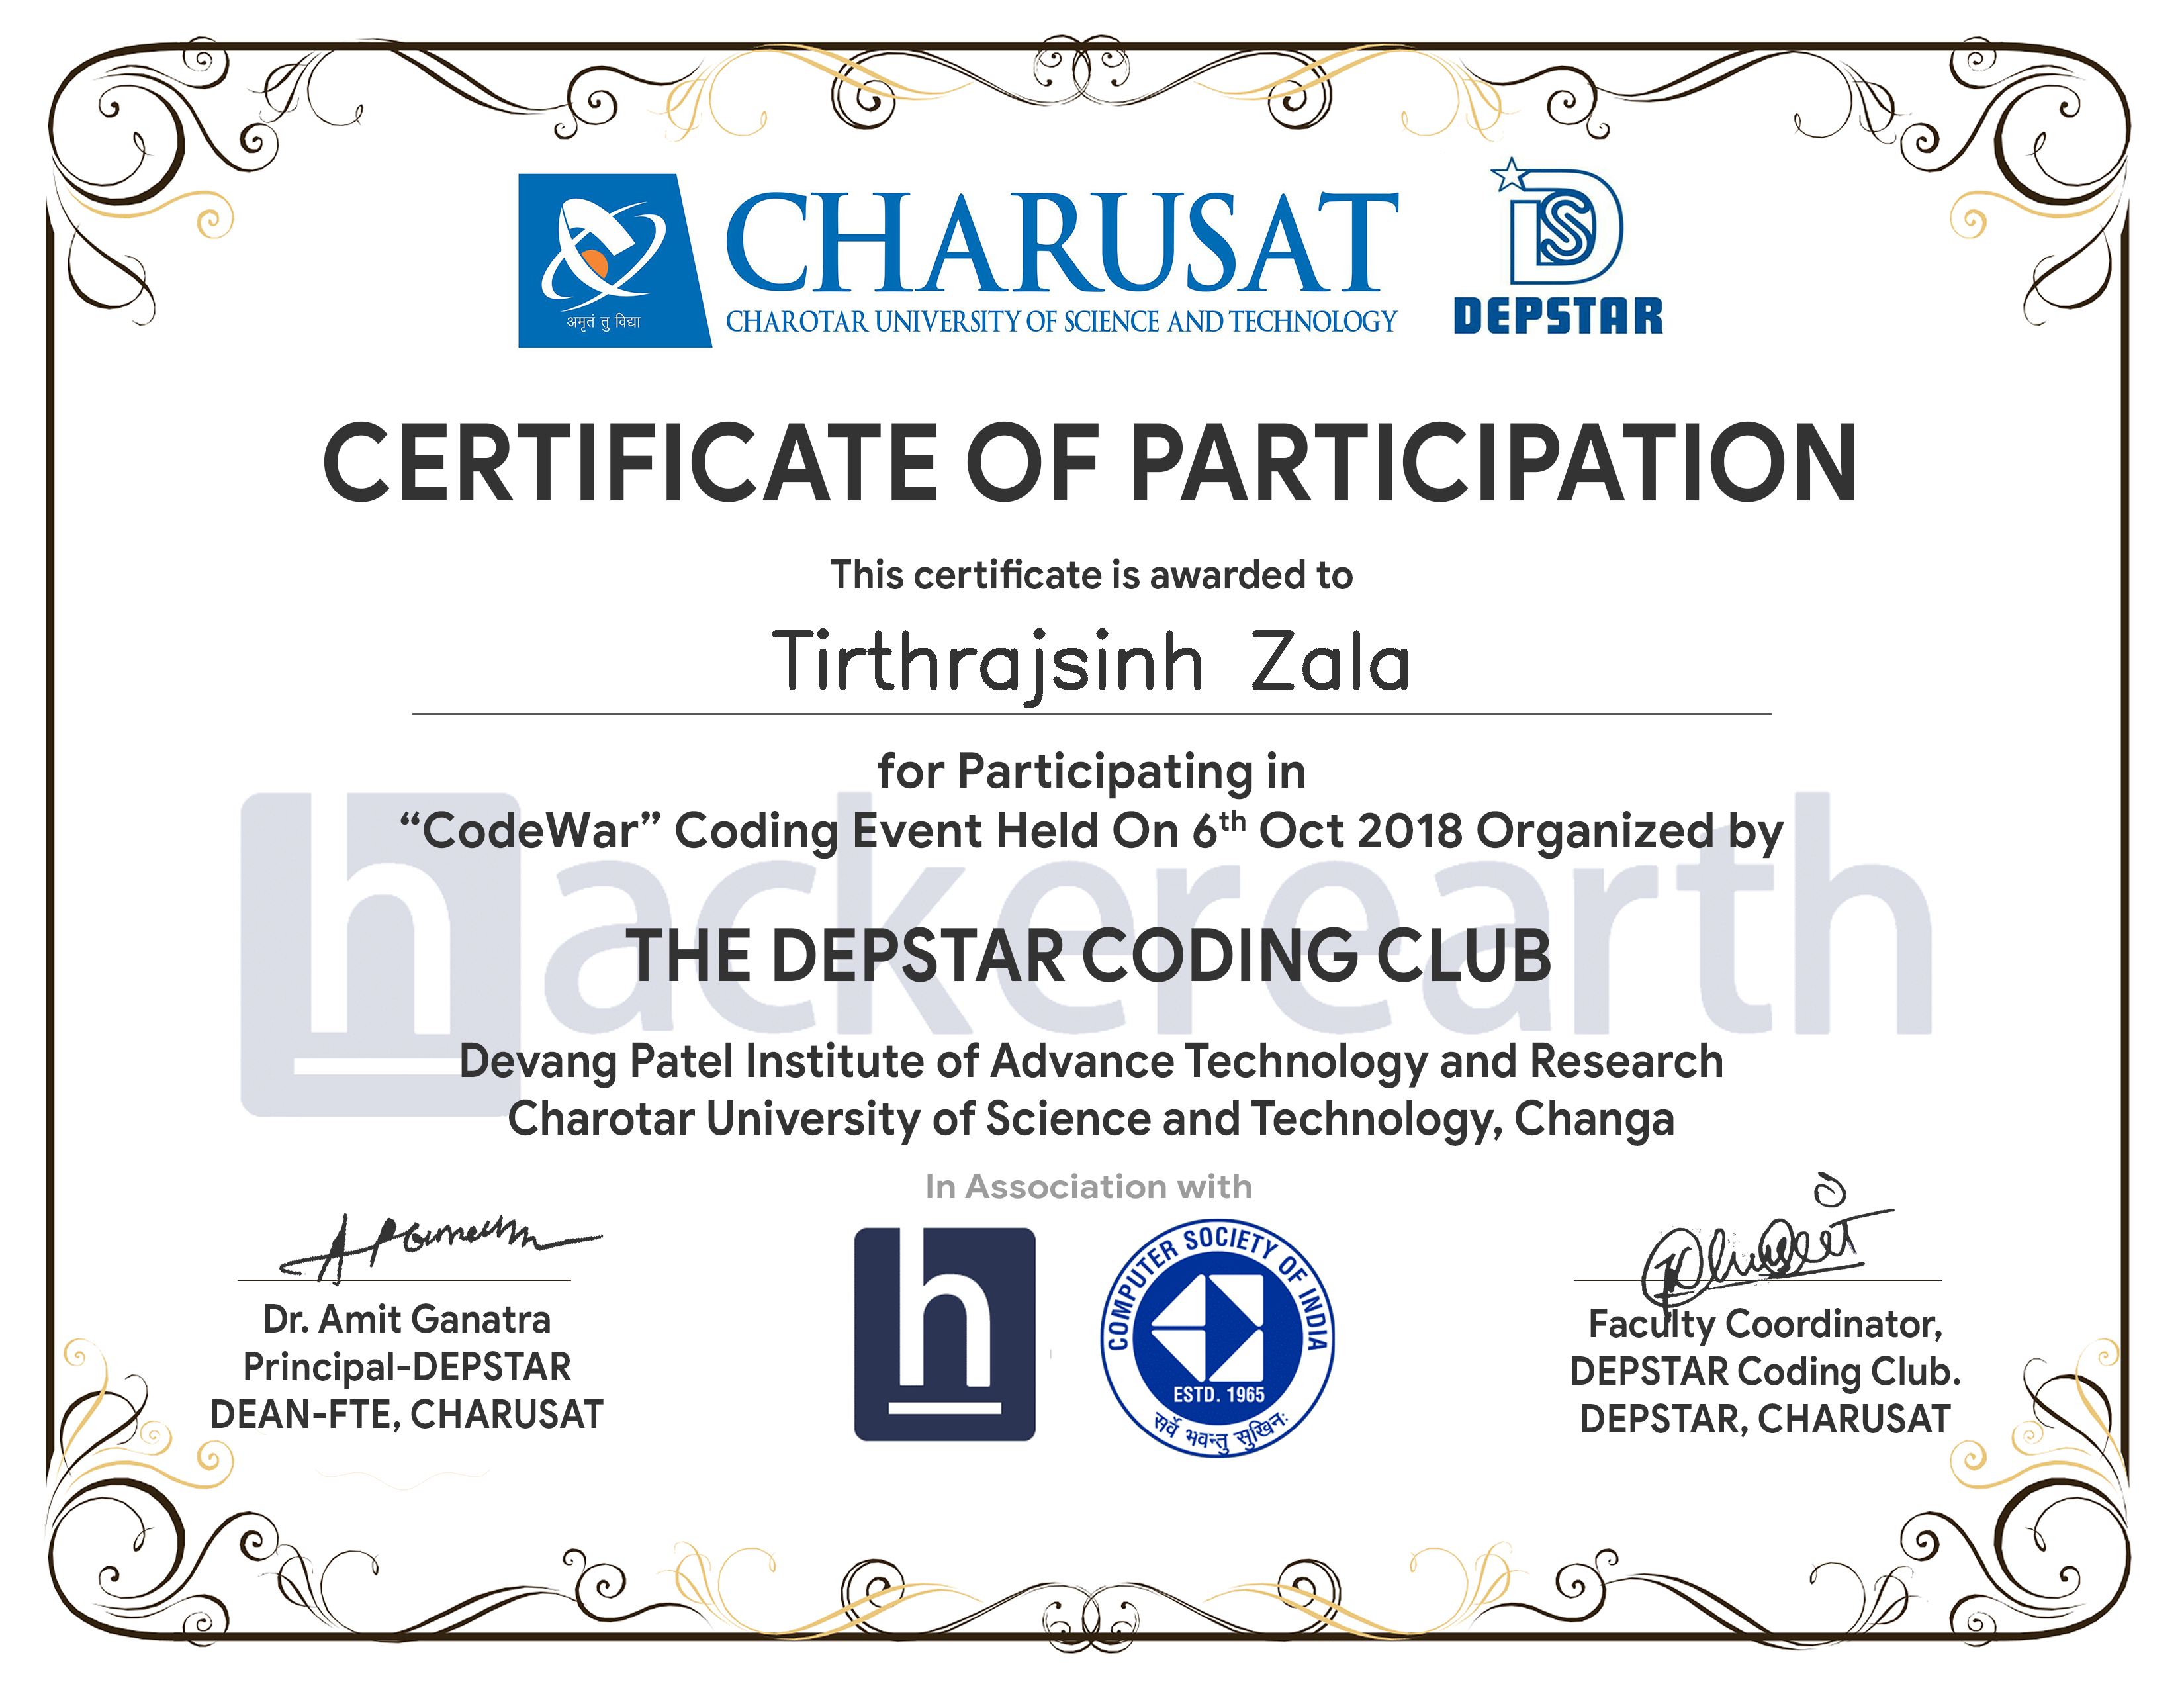 CHARUSAT
अमृतं तु विद्या
CHAROTAR UNIVERSITY OF SCIENCE AND TECHNOLOGY
DS
DEPSTAR
CERTIFICATE OF PARTICIPATION
This certificate is awarded to
Tirthrajsinh Zala
for Participating in
“CodeWar” Coding Event Held On 6th Oct 2018 Organized by
hackerearth
THE DEPSTAR CODING CLUB
Devang Patel Institute of Advance Technology and Research
Charotar University of Science and Technology, Changa
In Association with
h
COMPUTER SOCIETY OF INDIA
ESTD. 1965
सर्वे भवन्तु सुखिनः
Dr. Amit Ganatra
Principal-DEPSTAR
DEAN-FTE, CHARUSAT
Faculty Coordinator,
DEPSTAR Coding Club.
DEPSTAR, CHARUSAT